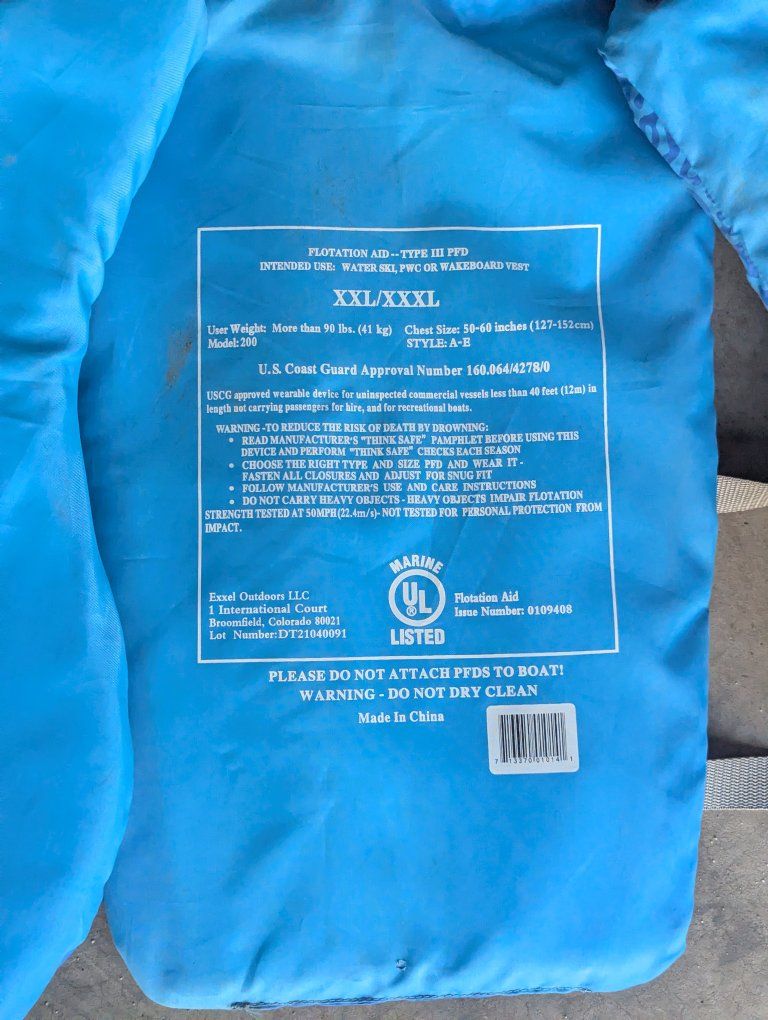 FLOTATION AID -- TYPE III PFD
INTENDED USE: WATER SKI, PWC OR WAKEBOARD VEST
XXL/XXXL
User Weight: More than 90 lbs. (41 kg) Chest Size: 50-60 inches (127-152cm)
Model: 200 STYLE: A-E
U.S. Coast Guard Approval Number 160.064/4278/0
USCG approved wearable device for uninspected commercial vessels less than 40 feet (12m) in
length not carrying passengers for hire, and for recreational boats.
WARNING -TO REDUCE THE RISK OF DEATH BY DROWNING:
• READ MANUFACTURER'S "THINK SAFE" PAMPHLET BEFORE USING THIS
DEVICE AND PERFORM "THINK SAFE" CHECKS EACH SEASON
• CHOOSE THE RIGHT TYPE AND SIZE PFD AND WEAR IT -
FASTEN ALL CLOSURES AND ADJUST FOR SNUG FIT
• FOLLOW MANUFACTURER'S USE AND CARE INSTRUCTIONS
• DO NOT CARRY HEAVY OBJECTS - HEAVY OBJECTS IMPAIR FLOTATION
STRENGTH TESTED AT 50MPH (22.4m/s)- NOT TESTED FOR PERSONAL PROTECTION FROM
IMPACT.
MARINE
UL
®
LISTED
Exxel Outdoors LLC
1 International Court
Broomfield, Colorado 80021
Lot Number:DT21040091
Flotation Aid
Issue Number: 0109408
PLEASE DO NOT ATTACH PFDS TO BOAT!
WARNING - DO NOT DRY CLEAN
Made In China
7 13370 01014 1